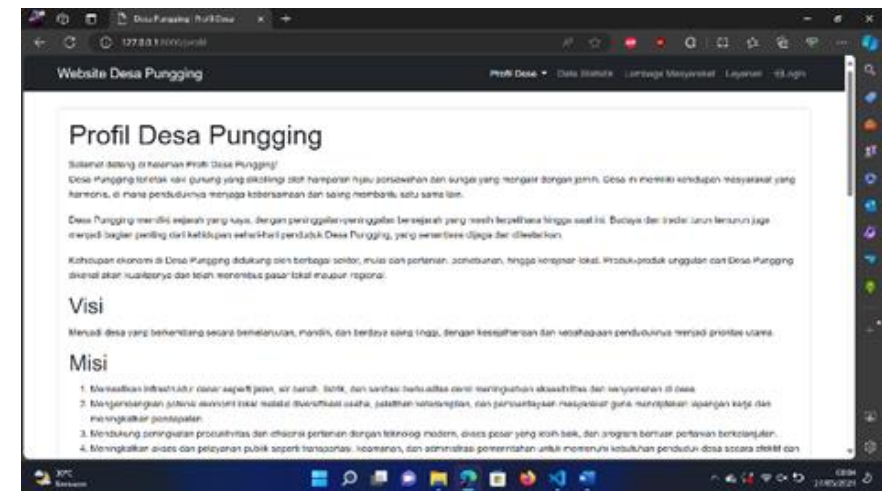 Desa Pungging | Profil Desa
127.0.0.1:8000/profil
Website Desa Pungging
Profil Desa
Data Statistik
Lembaga Masyarakat
Layanan
Login
Profil Desa Pungging
Selamat datang di halaman Profil Desa Pungging!
Desa Pungging terletak kaki gunung yang dikelilingi oleh hamparan hijau persawahan dan sungai yang mengalir dengan jernih. Desa ini memiliki kehidupan masyarakat yang
harmonis, di mana penduduknya menjaga kebersamaan dan saling membantu satu sama lain.
Desa Pungging memiliki sejarah yang kaya, dengan peninggalan-peninggalan bersejarah yang masih terpelihara hingga saat ini. Budaya dan tradisi turun temurun juga
menjadi bagian penting dari kehidupan sehari-hari penduduk Desa Pungging, yang senantiasa dijaga dan dilestarikan.
Kehidupan ekonomi di Desa Pungging didukung oleh berbagai sektor, mulai dari pertanian, perkebunan, hingga kerajinan lokal. Produk-produk unggulan dari Desa Pungging
dikenal akan kualitasnya dan telah menembus pasar lokal maupun regional.
Visi
Menjadi desa yang berkembang secara berkelanjutan, mandiri, dan berdaya saing tinggi, dengan kesejahteraan dan kebahagiaan penduduknya menjadi prioritas utama.
Misi
1. Memastikan infrastruktur dasar seperti jalan, air bersih, listrik, dan sanitasi berkualitas demi meningkatkan aksesibilitas dan kenyamanan di desa.
2. Mengembangkan potensi ekonomi lokal melalui diversifikasi usaha, pelatihan keterampilan, dan pemberdayaan masyarakat guna menciptakan lapangan kerja dan
meningkatkan pendapatan.
3. Mendukung peningkatan produktivitas dan efisiensi pertanian dengan teknologi modern, akses pasar yang lebih baik, dan program bantuan pertanian berkelanjutan.
4. Meningkatkan akses dan pelayanan publik seperti transportasi, keamanan, dan administrasi pemerintahan untuk memenuhi kebutuhan penduduk desa secara efektif dan
30°C